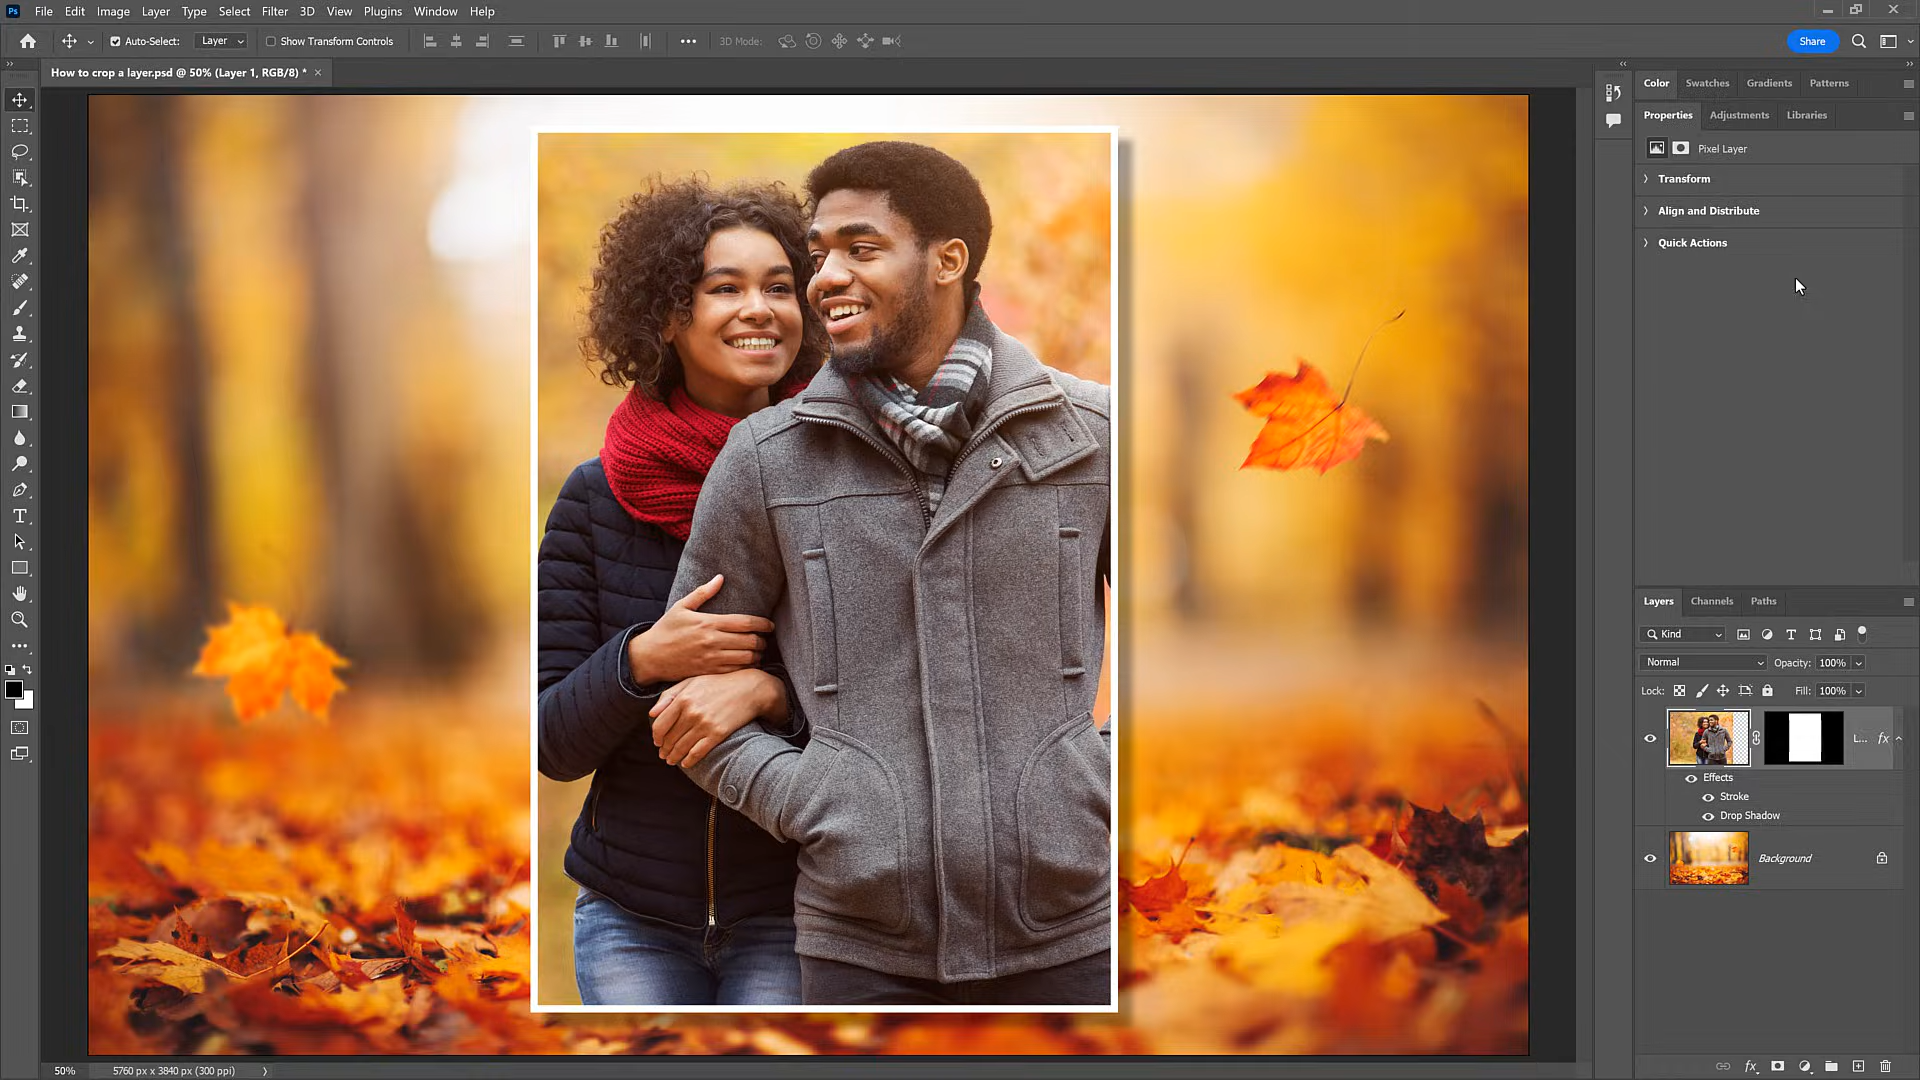 Ps File Edit Image Layer Type Select Filter 3D View Plugins Window Help
Auto-Select: Layer Show Transform Controls 3D Mode: Share
How to crop a layer.psd @ 50% (Layer 1, RGB/8) *
Color Swatches Gradients Patterns
Properties Adjustments Libraries
Pixel Layer
Transform
Align and Distribute
Quick Actions
Layers Channels Paths
Kind
Normal Opacity: 100%
Lock: Fill: 100%
L... fx
Effects
Stroke
Drop Shadow
Background
50% 5760 px x 3840 px (300 ppi)
fx